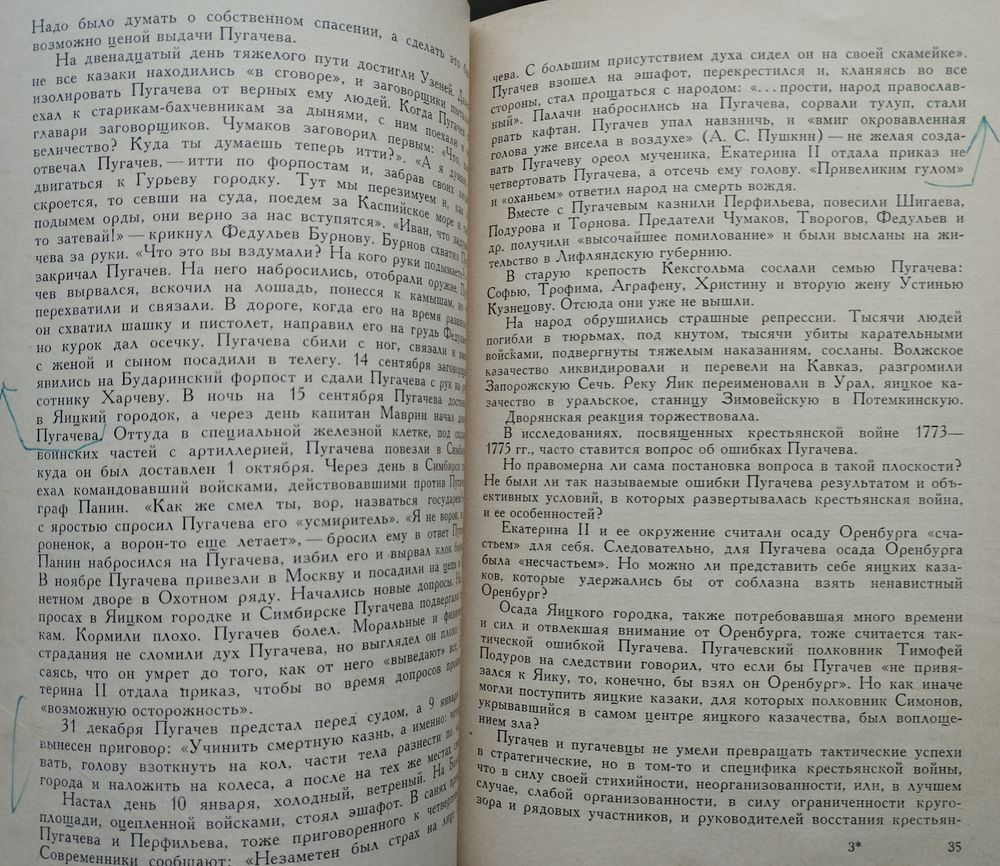 Надо было думать о собственном спасении, а сделать это
возможно ценой выдачи Пугачева.
На двенадцатый день тяжелого пути достигли Узеней.
не все казаки находились «в сговоре», и заговорщики
изолировать Пугачева от верных ему людей. Когда Пугачев
ехал к старикам-бахчевникам за дынями, с ним поехали и
главари заговорщиков. Чумаков заговорил первым: «Что,
величество? Куда ты думаешь теперь итти?». «А я
отвечал Пугачев, — итти по форпостам и, забрав своих
двигаться к Гурьеву городку. Тут мы перезимуем и, как
скроется, то севши на суда, поедем за Каспийское море и
подымем орды, они верно за нас вступятся». «Иван, что
то затевай!» — крикнул Федульев Бурнову. Бурнов схватил
чева за руки. «Что это вы вздумали? На кого руки
закричал Пугачев. На него набросились, отобрали оружие.
чев вырвался, вскочил на лошадь, понесся к камышам,
перехватили и связали. В дороге, когда его на время
он схватил шашку и пистолет, направил его на грудь
но курок дал осечку. Пугачева сбили с ног, связали и
с женой и сыном посадили в телегу. 14 сентября
явились на Бударинский форпост и сдали Пугачева с рук на
сотнику Харчеву. В ночь на 15 сентября Пугачева
в Яицкий городок, а через день капитан Маврин начал
Пугачева. Оттуда в специальной железной клетке, под
воинских частей с артиллерией, Пугачева повезли в
куда он был доставлен 1 октября. Через день в Симбирск
ехал командовавший войсками, действовавшими против
граф Панин. «Как же смел ты, вор, назваться
с яростью спросил Пугачева его «усмиритель». «Я не ворон,
роненок, а ворон-то еще летает», — бросил ему в ответ
Панин набросился на Пугачева, избил его и вырвал клок
В ноябре Пугачева привезли в Москву и посадили на цепь в
нетном дворе в Охотном ряду. Начались новые допросы. На
просах в Яицком городке и Симбирске Пугачева подвергали
кам. Кормили плохо. Пугачев болел. Моральные и
страдания не сломили дух Пугачева, но выглядел он плохо.
саясь, что он умрет до того, как от него «выведают» все,
терина II отдала приказ, чтобы во время допросов
«возможную осторожность».
31 декабря Пугачев предстал перед судом, а 9 января
вынесен приговор: «Учинить смертную казнь, а именно:
вать, голову взоткнуть на кол, части тела разнести по
города и наложить на колеса, а после на тех же местах
Настал день 10 января, холодный, ветреный. На
площади, оцепленной войсками, стоял эшафот. В санях
Пугачева и Перфильева, тоже приговоренного к
Современники сообщают: «Незаметен был страх на лице
чева. С большим присутствием духа сидел он на своей скамейке».
Пугачев взошел на эшафот, перекрестился и, кланяясь во все
стороны, стал прощаться с народом: «... прости, народ православ-
ный». Палачи набросились на Пугачева, сорвали тулуп, стали
рвать кафтан. Пугачев упал навзничь, и «вмиг окровавленная
голова уже висела в воздухе» (А. С. Пушкин) — не желая созда-
вать Пугачеву ореол мученика, Екатерина II отдала приказ не
четвертовать Пугачева, а отсечь ему голову. «Привеликим гулом»
и «оханьем» ответил народ на смерть вождя.
Вместе с Пугачевым казнили Перфильева, повесили Шигаева,
Подурова и Торнова. Предатели Чумаков, Творогов, Федульев и
др. получили «высочайшее помилование» и были высланы на жи-
тельство в Лифляндскую губернию.
В старую крепость Кексгольма сослали семью Пугачева:
Софью, Трофима, Аграфену, Христину и вторую жену Устинью
Кузнецову. Отсюда они уже не вышли.
На народ обрушились страшные репрессии. Тысячи людей
погибли в тюрьмах, под кнутом, тысячи убиты карательными
войсками, подвергнуты тяжелым наказаниям, сосланы. Волжское
казачество ликвидировали и перевели на Кавказ, разгромили
Запорожскую Сечь. Реку Яик переименовали в Урал, яицкое ка-
зачество в уральское, станицу Зимовейскую в Потемкинскую.
Дворянская реакция торжествовала.
В исследованиях, посвященных крестьянской войне 1773—
1775 гг., часто ставится вопрос об ошибках Пугачева.
Но правомерна ли сама постановка вопроса в такой плоскости?
Не были ли так называемые ошибки Пугачева результатом и объ-
ективных условий, в которых развертывалась крестьянская война,
и ее особенностей?
Екатерина II и ее окружение считали осаду Оренбурга «сча-
стьем» для себя. Следовательно, для Пугачева осада Оренбурга
была «несчастьем». Но можно ли представить себе яицких каза-
ков, которые удержались бы от соблазна взять ненавистный
Оренбург?
Осада Яицкого городка, также потребовавшая много времени
и сил и отвлекшая внимание от Оренбурга, тоже считается так-
тической ошибкой Пугачева. Пугачевский полковник Тимофей
Подуров на следствии говорил, что если бы Пугачев «не привя-
зался к Яику, то, конечно, бы взял он Оренбург». Но как иначе
могли поступить яицкие казаки, для которых полковник Симонов,
укрывавшийся в самом центре яицкого казачества, был воплоще-
нием зла?
Пугачев и пугачевцы не умели превращать тактические успехи
в стратегические, но в том-то и специфика крестьянской войны,
что в силу своей стихийности, неорганизованности, или, в лучшем
случае, слабой организованности, в силу ограниченности круго-
зора и рядовых участников, и руководителей восстания крестьян-
3* 35